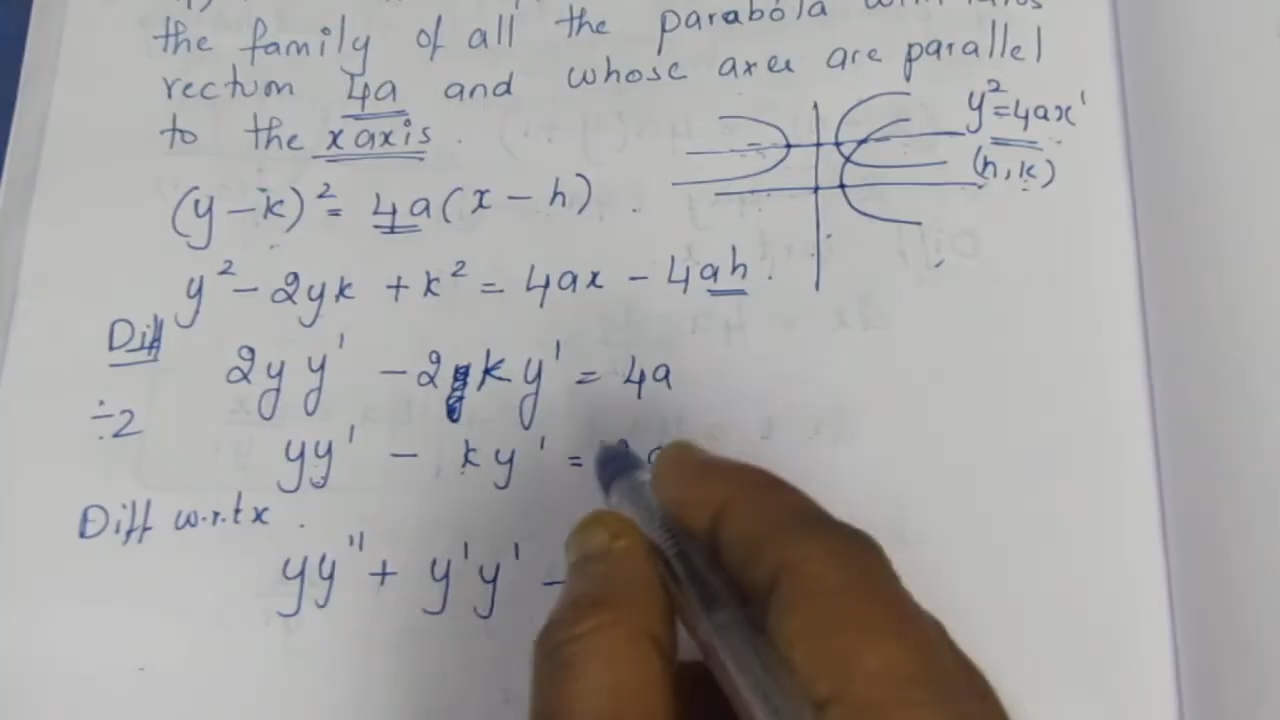 the family of all the parabola
rectum 4a and whose axes are parallel
to the x axis.
y² = 4ax'
(h, k)
(y - k)² = 4a(x - h)
y² - 2yk + k² = 4ax - 4ah.
Diff
2yy' - 2ky' = 4a
÷2
yy' - ky' =
Diff w.r.t x.
yy'' + y'y' -